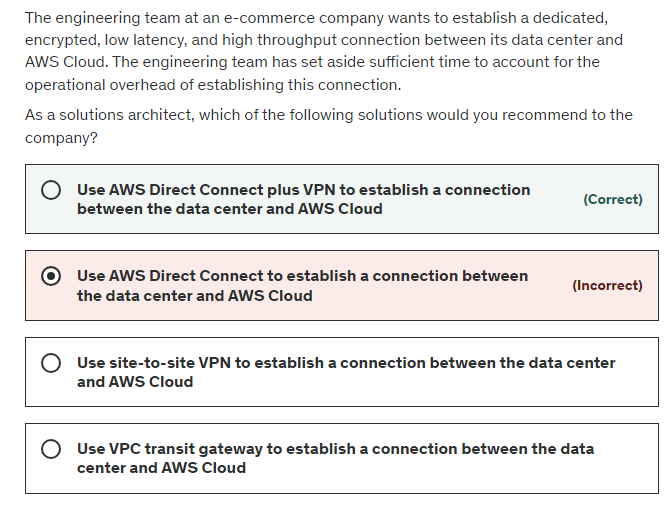 The engineering team at an e-commerce company wants to establish a dedicated,
encrypted, low latency, and high throughput connection between its data center and
AWS Cloud. The engineering team has set aside sufficient time to account for the
operational overhead of establishing this connection.
As a solutions architect, which of the following solutions would you recommend to the
company?
Use AWS Direct Connect plus VPN to establish a connection
between the data center and AWS Cloud
(Correct)
Use AWS Direct Connect to establish a connection between
the data center and AWS Cloud
(Incorrect)
Use site-to-site VPN to establish a connection between the data center
and AWS Cloud
Use VPC transit gateway to establish a connection between the data
center and AWS Cloud